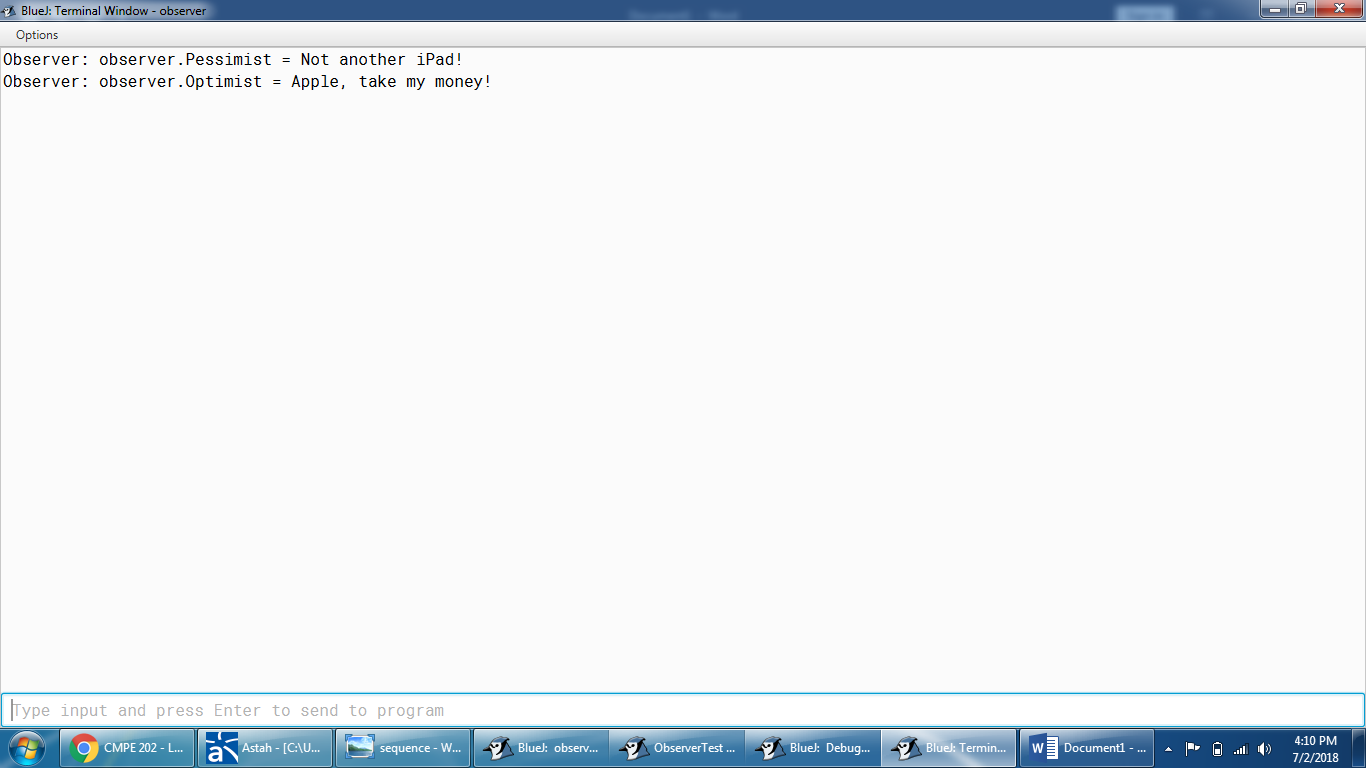 BlueJ: Terminal Window - observer
Options
Observer: observer.Pessimist = Not another iPad!
Observer: observer.Optimist = Apple, take my money!
Type input and press Enter to send to program
CMPE 202 - L... Astah - [C:\U... sequence - W... BlueJ: observ... ObserverTest ... BlueJ: Debug... BlueJ: Termin... Document1 - ... 4:10 PM
7/2/2018